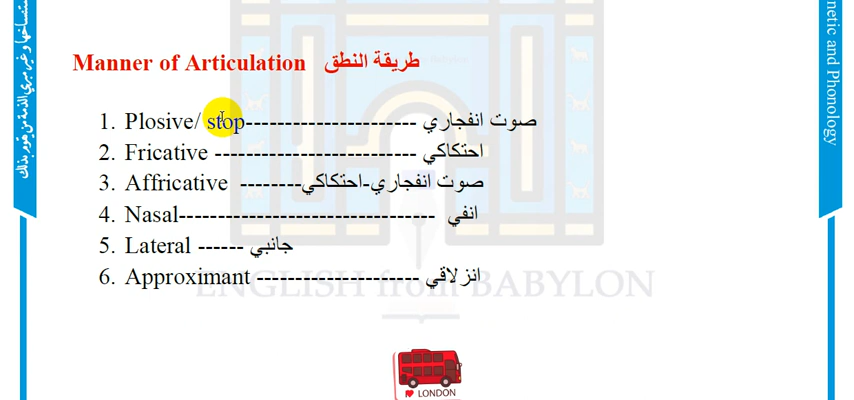 Manner of Articulation طريقة النطق
1. Plosive/ stop---------------------- صوت انفجاري
2. Fricative -------------------------- احتكاكي
3. Affricative --------صوت انفجاري-احتكاكي
4. Nasal--------------------------------- انفي
5. Lateral ------ جانبي
6. Approximant --------------------- انزلاقي
ENGLISH from BABYLON
LONDON
netic and Phonology